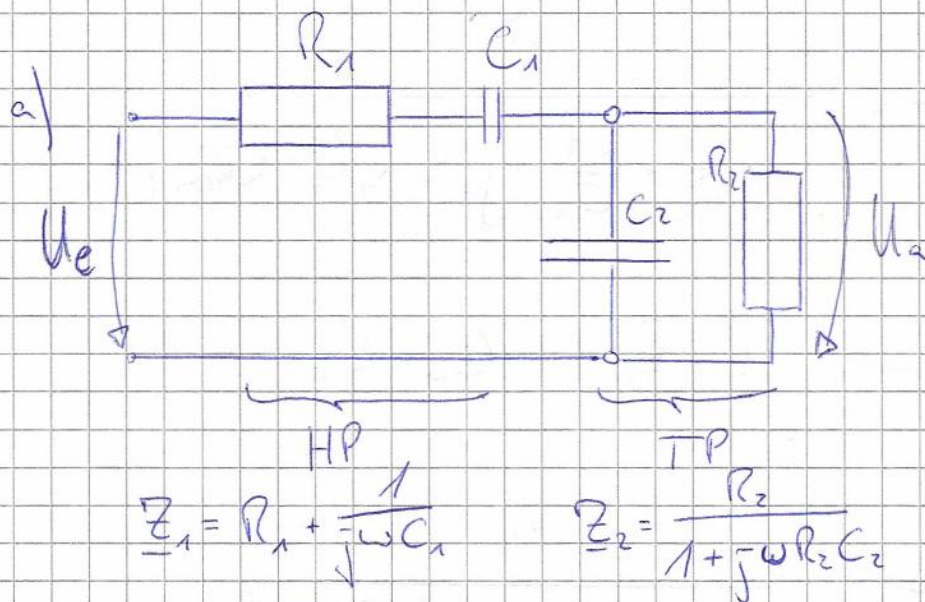 R₁ C₁
a)
R₂
C₂
Ue Ua
HP TP
Z₁ = R₁ + 1/(jωC₁) Z₂ = R₂/(1 + jωR₂C₂)